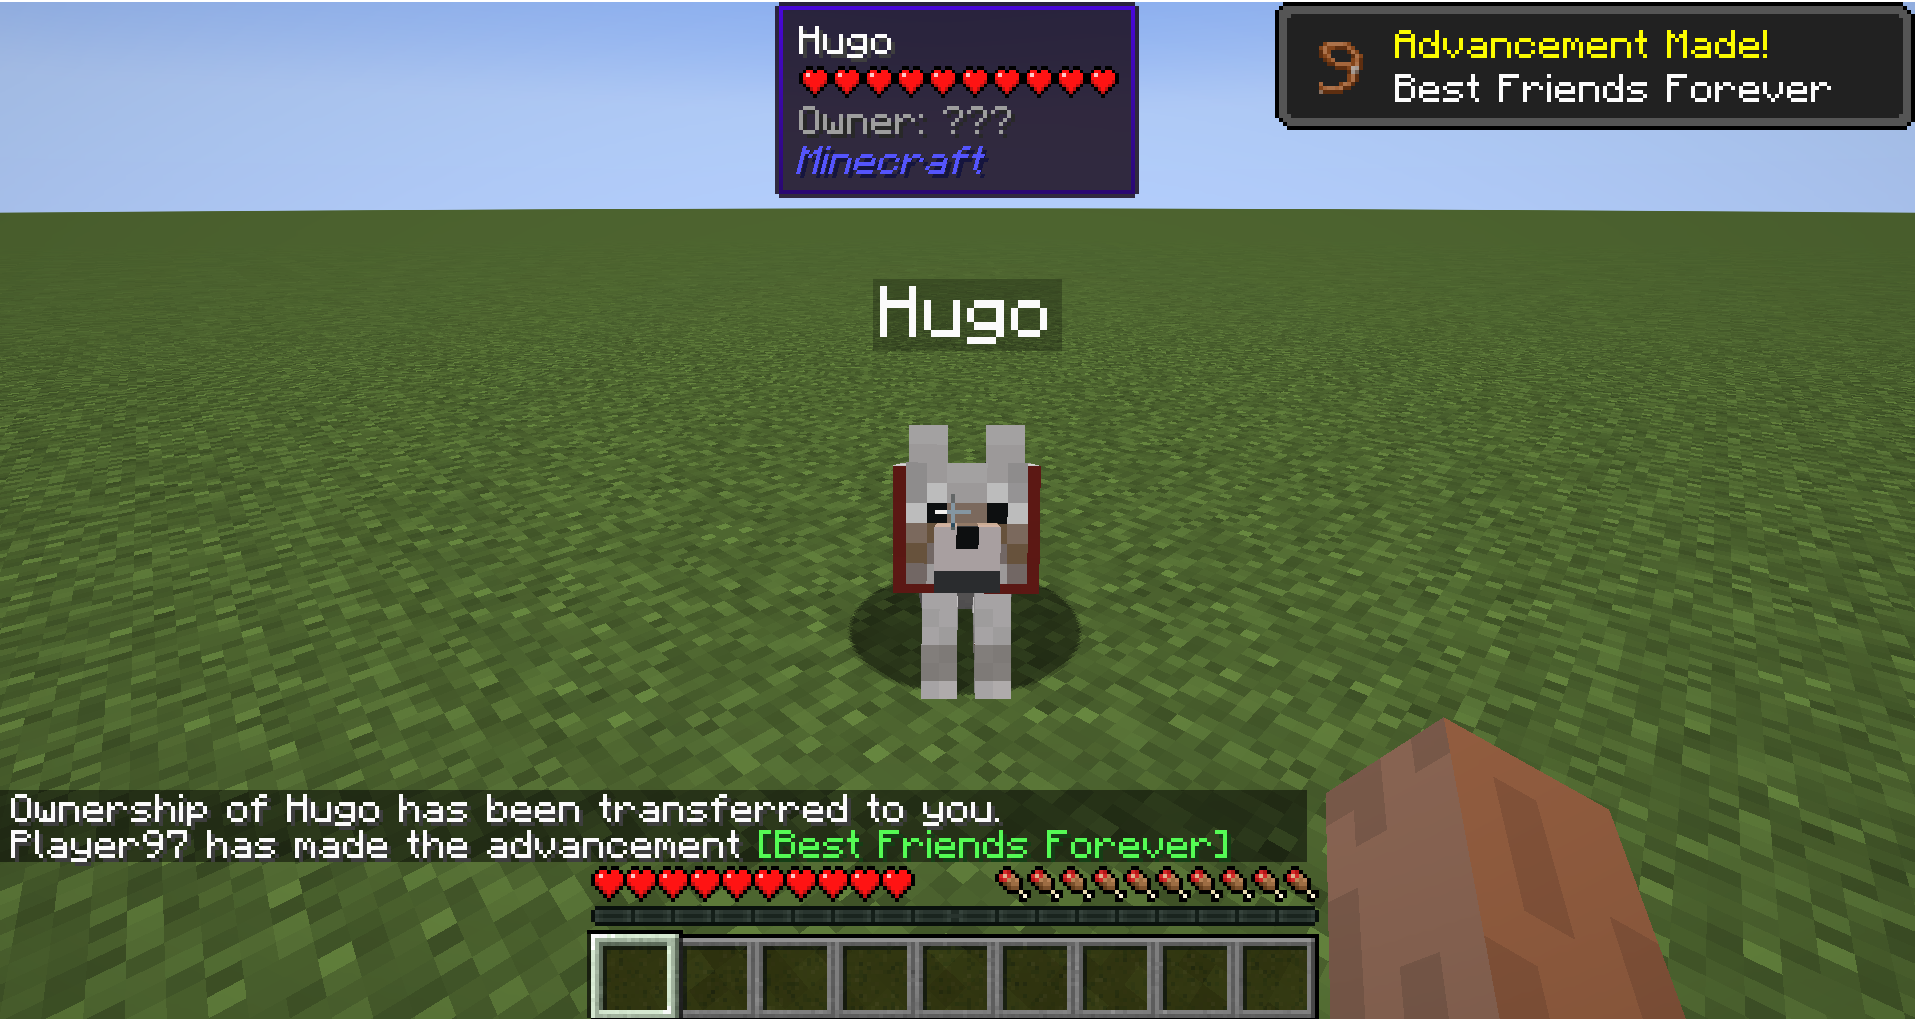 Hugo
Owner: ???
Minecraft
Advancement Made!
Best Friends Forever
Hugo
Ownership of Hugo has been transferred to you.
Player97 has made the advancement [Best Friends Forever]